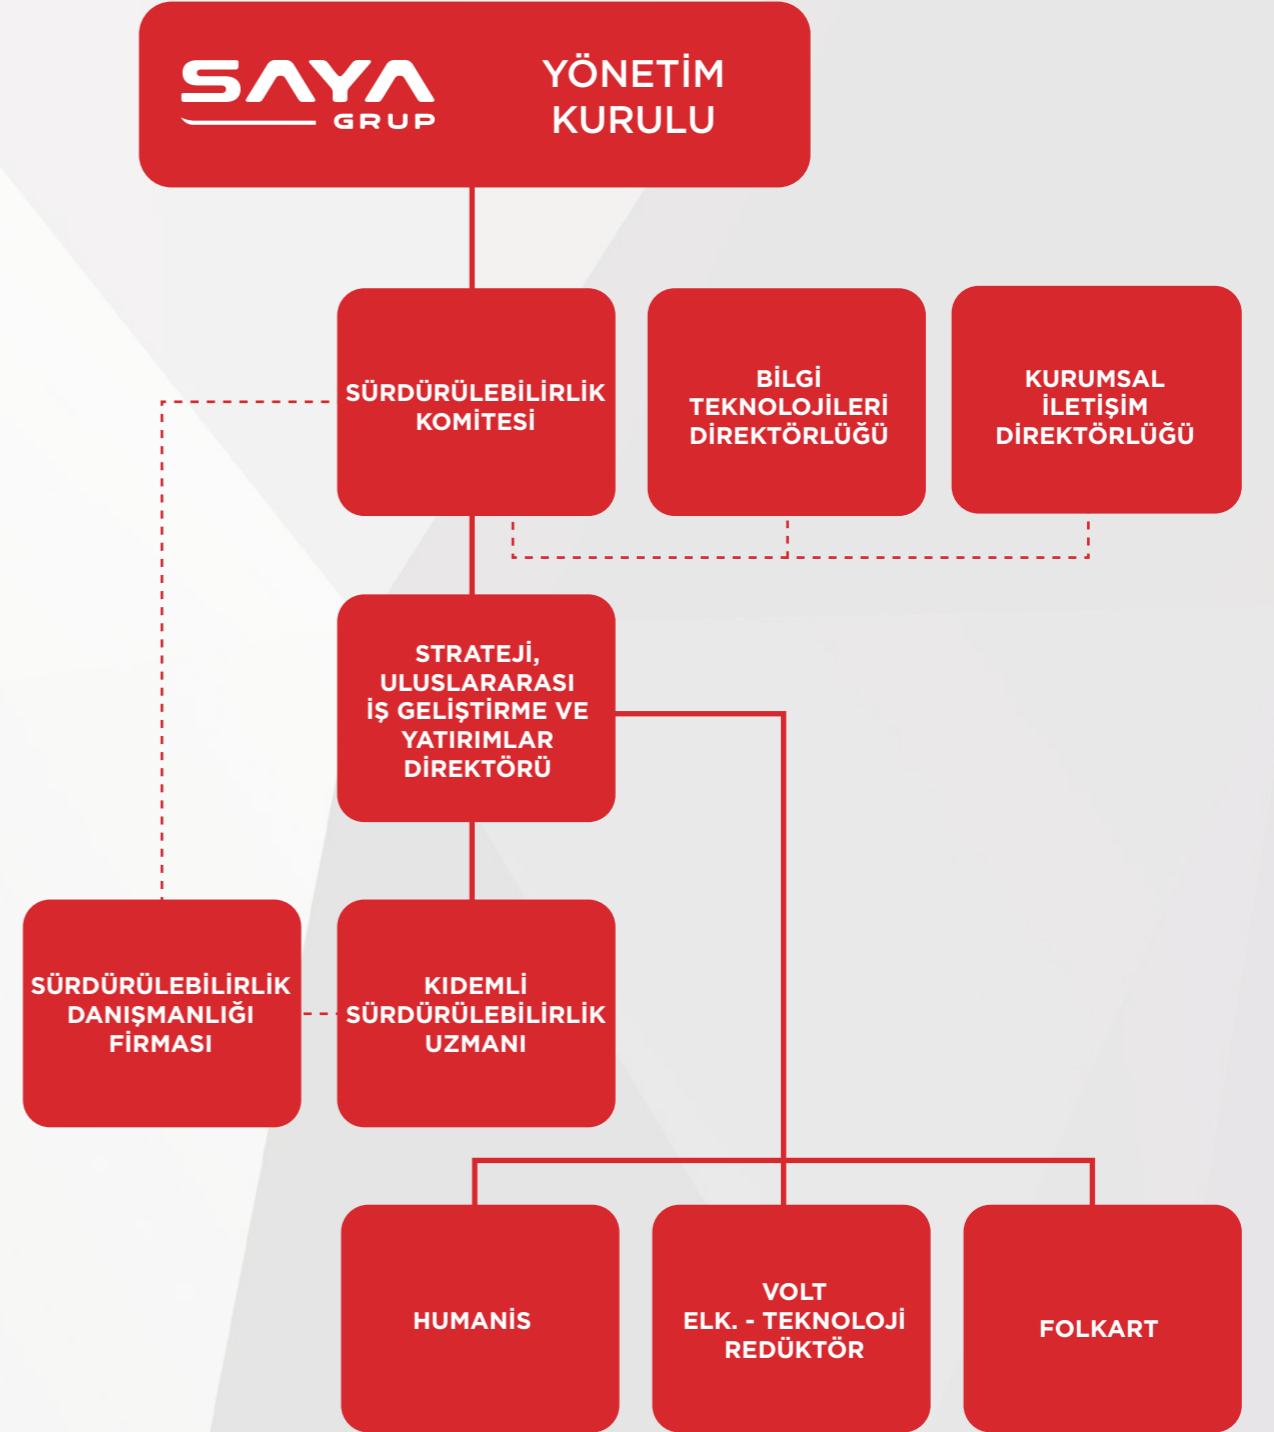 SAYA
GRUP
YÖNETİM
KURULU
SÜRDÜRÜLEBİLİRLİK
KOMİTESİ
BİLGİ
TEKNOLOJİLERİ
DİREKTÖRLÜĞÜ
KURUMSAL
İLETİŞİM
DİREKTÖRLÜĞÜ
STRATEJİ,
ULUSLARARASI
İŞ GELİŞTİRME VE
YATIRIMLAR
DİREKTÖRÜ
SÜRDÜRÜLEBİLİRLİK
DANIŞMANLIĞI
FİRMASI
KIDEMLİ
SÜRDÜRÜLEBİLİRLİK
UZMANI
HUMANİS
VOLT
ELK. - TEKNOLOJİ
REDÜKTÖR
FOLKART